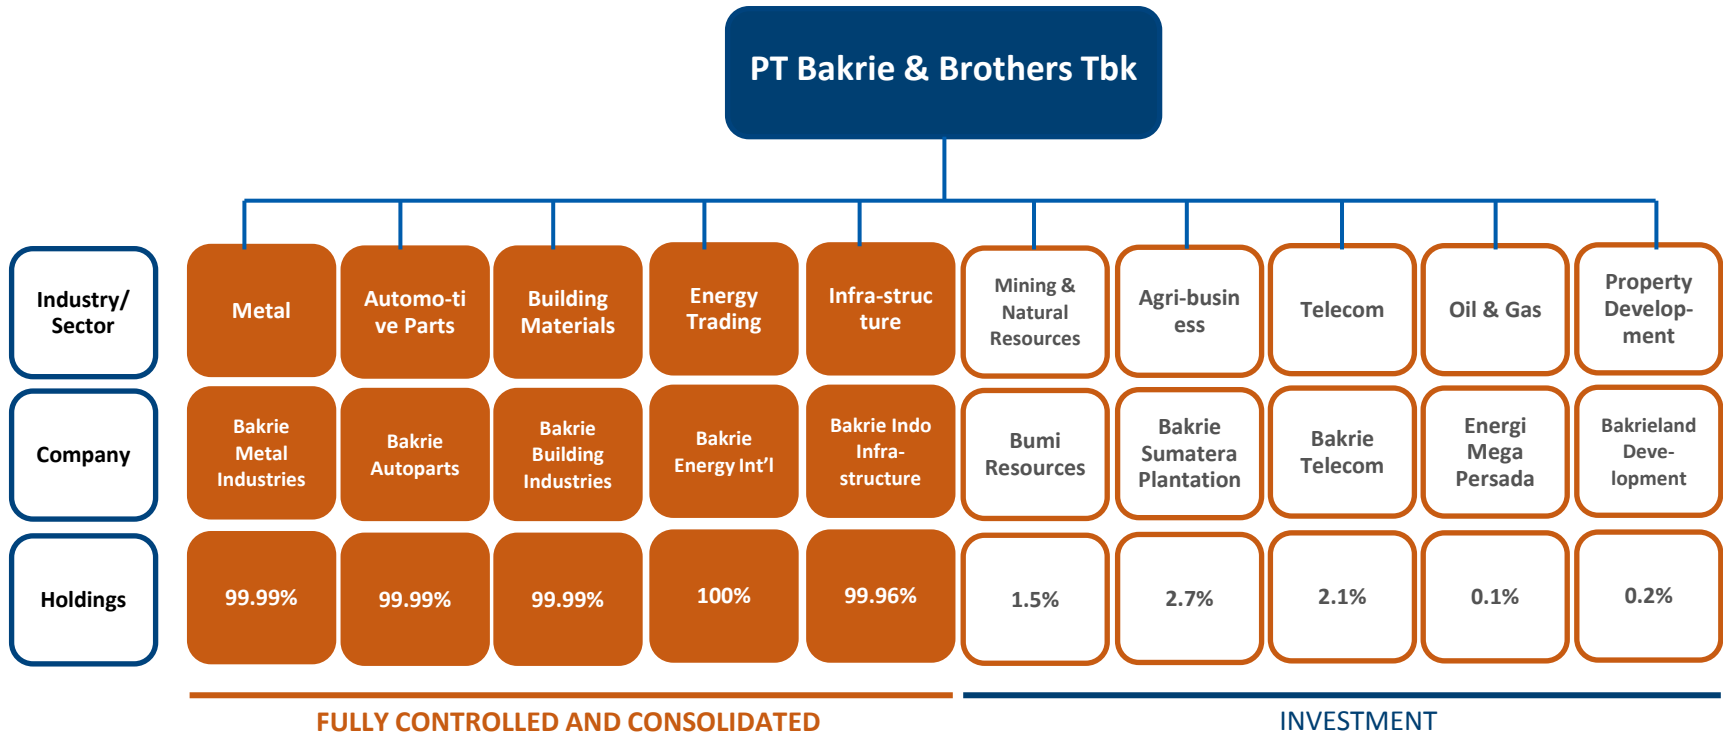 PT Bakrie & Brothers Tbk
Industry/
Sector
Metal
Automo-ti
ve Parts
Building
Materials
Energy
Trading
Infra-struc
ture
Mining &
Natural
Resources
Agri-busin
ess
Telecom
Oil & Gas
Property
Develop-
ment
Company
Bakrie
Metal
Industries
Bakrie
Autoparts
Bakrie
Building
Industries
Bakrie
Energy Int’l
Bakrie Indo
Infra-
structure
Bumi
Resources
Bakrie
Sumatera
Plantation
Bakrie
Telecom
Energi
Mega
Persada
Bakrieland
Deve-
lopment
Holdings
99.99%
99.99%
99.99%
100%
99.96%
1.5%
2.7%
2.1%
0.1%
0.2%
FULLY CONTROLLED AND CONSOLIDATED
INVESTMENT